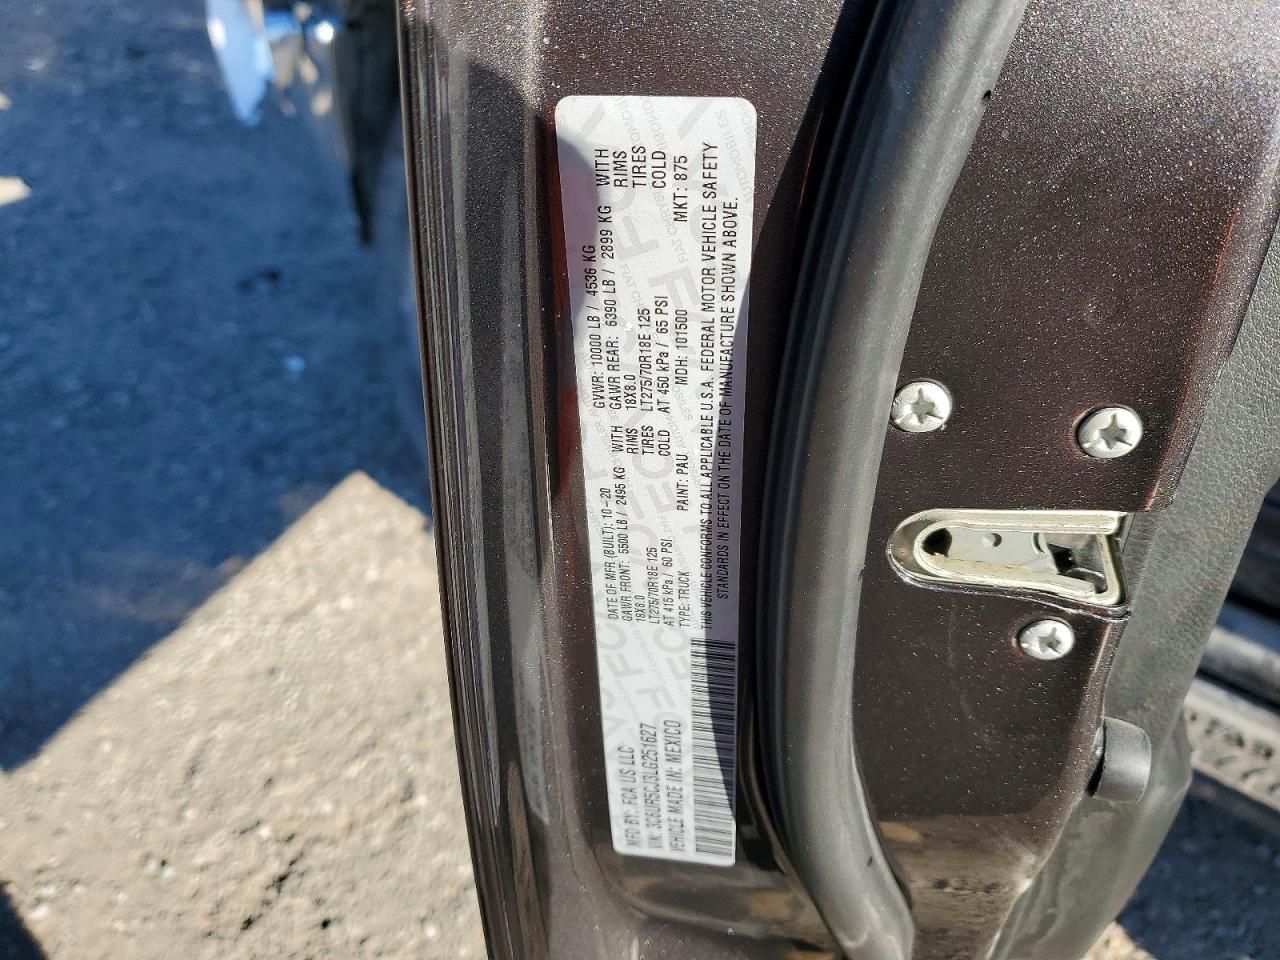 MFD BY: FCA US LLC
DATE OF MFR (BUILT): 10-20
GVWR: 10000 LB / 4536 KG
GAWR FRONT: 5500 LB / 2495 KG WITH
18X8.0 RIMS
LT275/70R18E 125 TIRES
AT 415 kPa / 60 PSI COLD
GAWR REAR: 6390 LB / 2899 KG WITH
18X8.0 RIMS
LT275/70R18E 125 TIRES
AT 450 kPa / 65 PSI COLD
VIN: 3C6UR5CJ3LG251627
TYPE: TRUCK PAINT: PAU MDH: 101500 MKT: 875
VEHICLE MADE IN: MEXICO
THIS VEHICLE CONFORMS TO ALL APPLICABLE U.S.A. FEDERAL MOTOR VEHICLE SAFETY
STANDARDS IN EFFECT ON THE DATE OF MANUFACTURE SHOWN ABOVE.